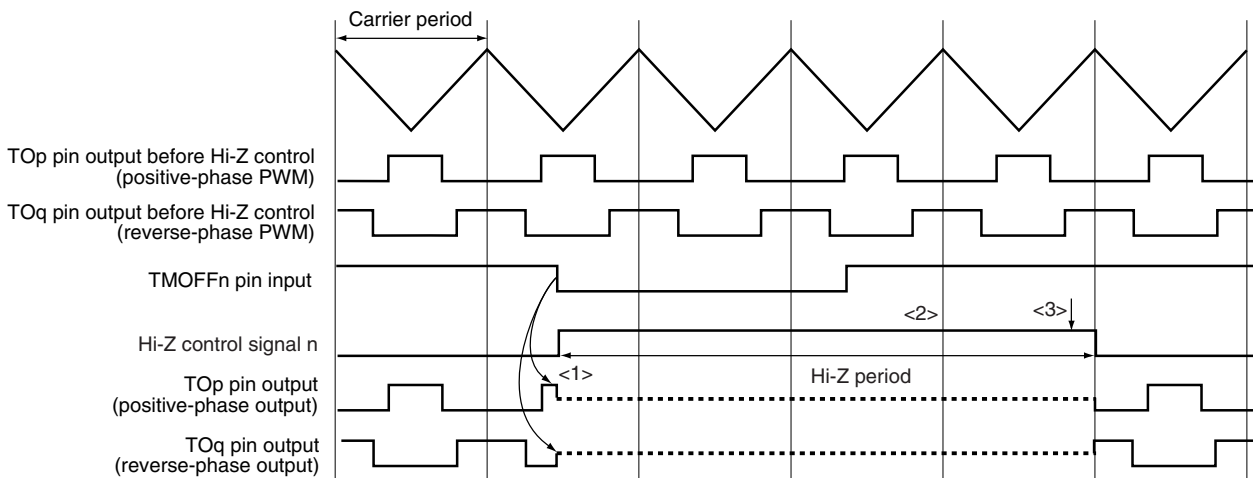 Carrier period
TOp pin output before Hi-Z control
(positive-phase PWM)
TOq pin output before Hi-Z control
(reverse-phase PWM)
TMOFFn pin input
<2>
<3>
Hi-Z control signal n
<1>
Hi-Z period
TOp pin output
(positive-phase output)
TOq pin output
(reverse-phase output)